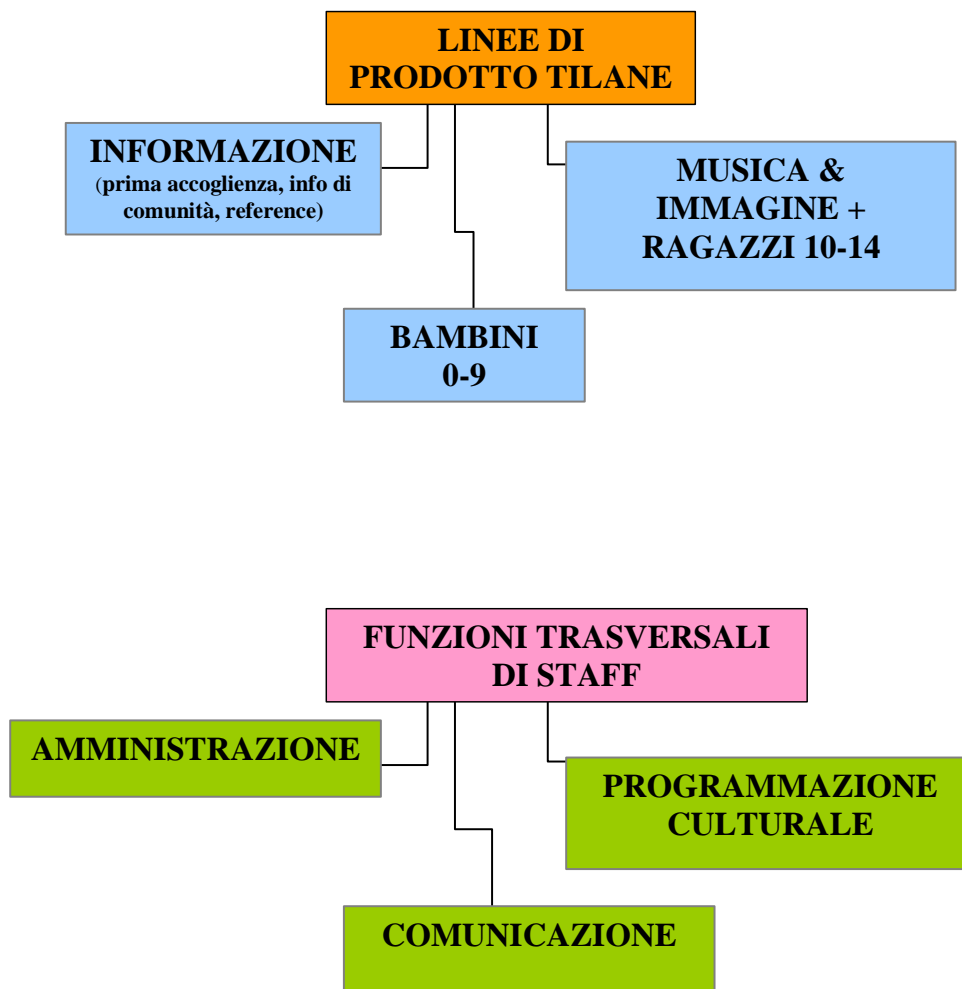 LINEE DI
PRODOTTO TILANE
INFORMAZIONE
(prima accoglienza, info di
comunità, reference)
MUSICA &
IMMAGINE +
RAGAZZI 10-14
BAMBINI
0-9
FUNZIONI TRASVERSALI
DI STAFF
AMMINISTRAZIONE
PROGRAMMAZIONE
CULTURALE
COMUNICAZIONE